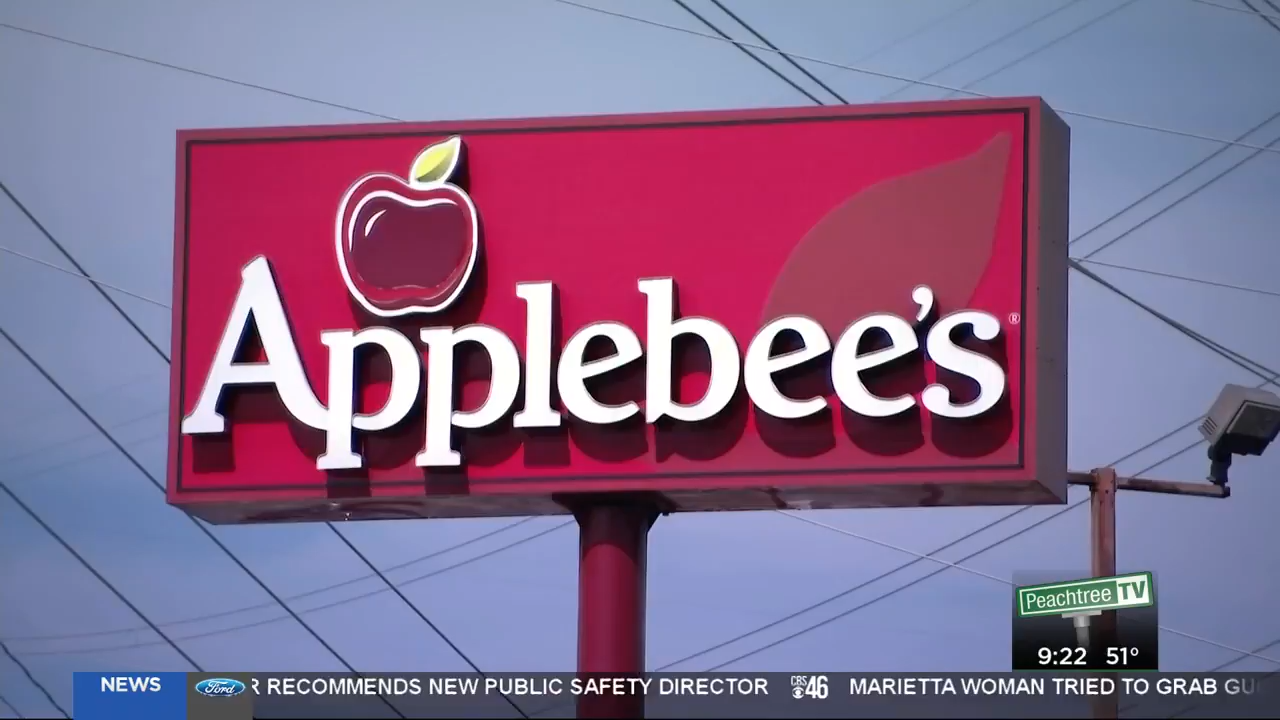 Applebee's®
Peachtree TV
9:22 51°
NEWS Ford R RECOMMENDS NEW PUBLIC SAFETY DIRECTOR CBS 46 MARIETTA WOMAN TRIED TO GRAB GU